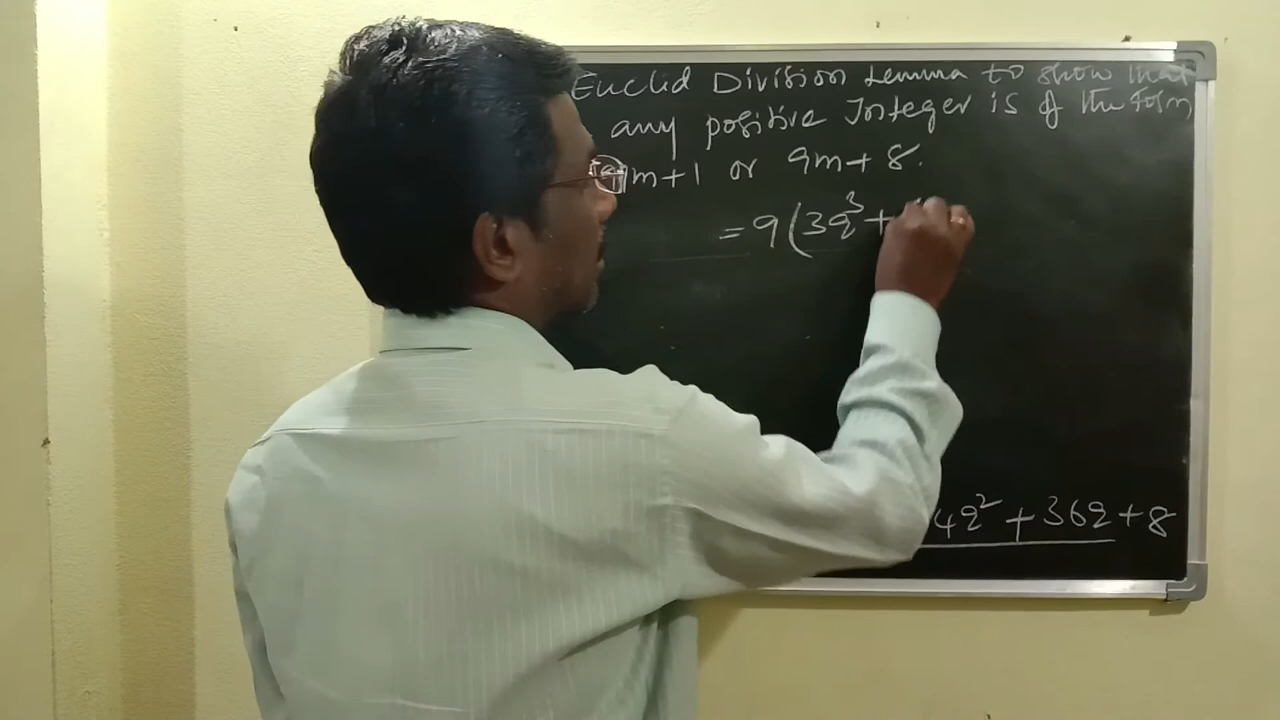 Euclid Division Lemma to show that
any positive Integer is of the form
9m+1 or 9m+8.
= 9(3q³+
4q² + 36q + 8